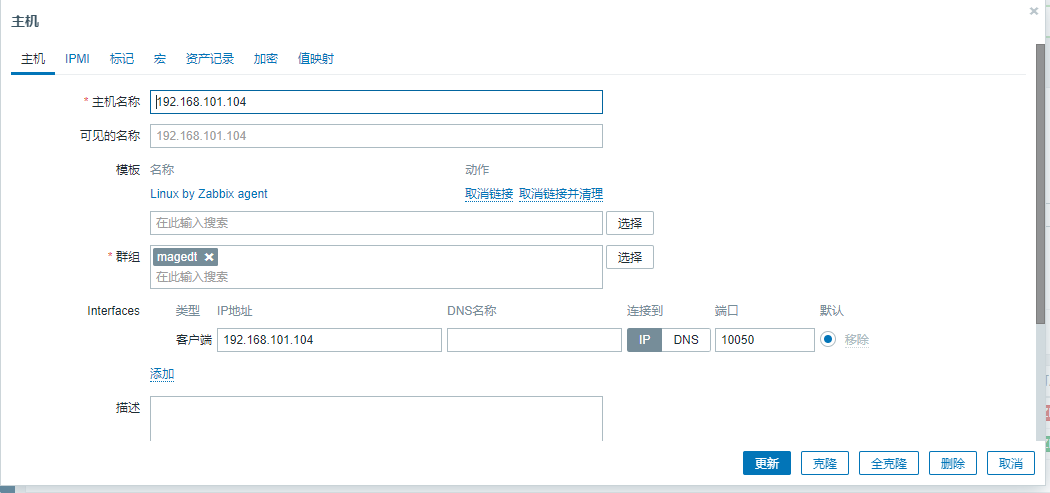 主机
主机 IPMI 标记 宏 资产记录 加密 值映射
* 主机名称 192.168.101.104
可见的名称 192.168.101.104
模板 名称 动作
Linux by Zabbix agent 取消链接 取消链接并清理
在此输入搜索 选择
* 群组 magedt 选择
在此输入搜索
Interfaces 类型 IP地址 DNS名称 连接到 端口 默认
客户端 192.168.101.104 IP DNS 10050 移除
添加
描述
更新 克隆 全克隆 删除 取消